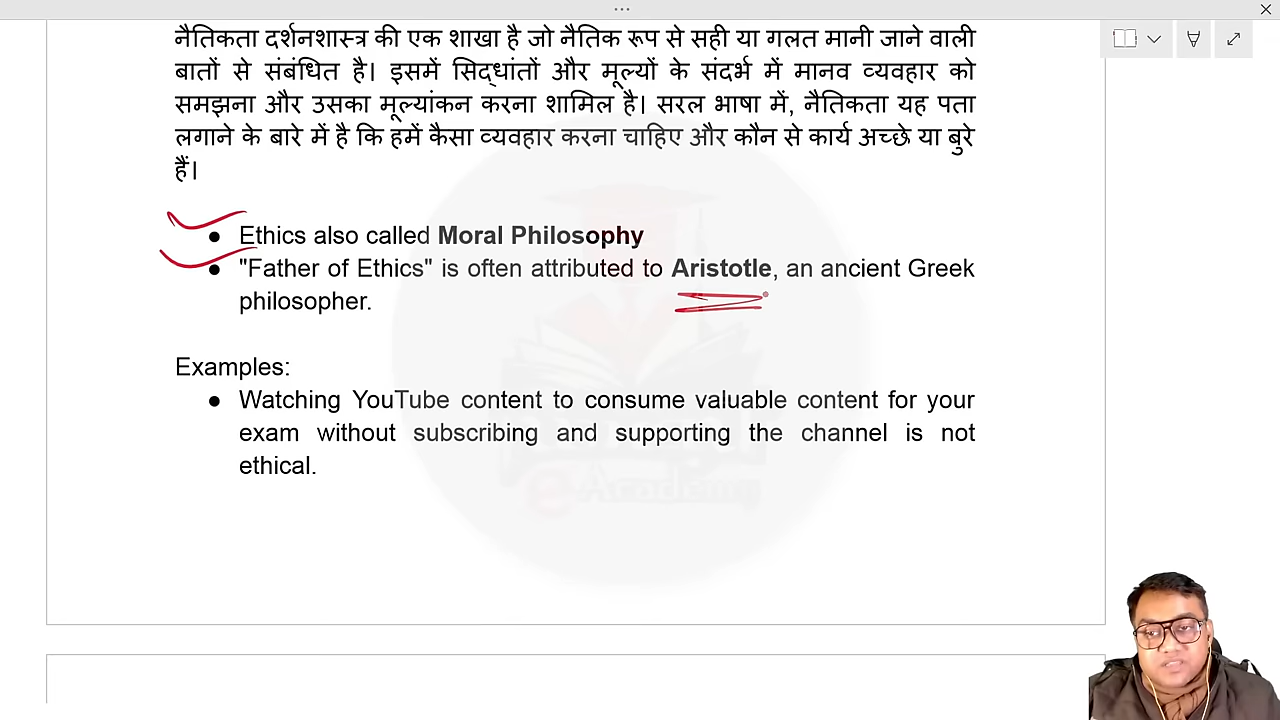 नैतिकता दर्शनशास्त्र की एक शाखा है जो नैतिक रूप से सही या गलत मानी जाने वाली
बातों से संबंधित है। इसमें सिद्धांतों और मूल्यों के संदर्भ में मानव व्यवहार को
समझना और उसका मूल्यांकन करना शामिल है। सरल भाषा में, नैतिकता यह पता
लगाने के बारे में है कि हमें कैसा व्यवहार करना चाहिए और कौन से कार्य अच्छे या बुरे
हैं।
● Ethics also called Moral Philosophy
● "Father of Ethics" is often attributed to Aristotle, an ancient Greek
philosopher.
Examples:
● Watching YouTube content to consume valuable content for your
exam without subscribing and supporting the channel is not
ethical.
Academy